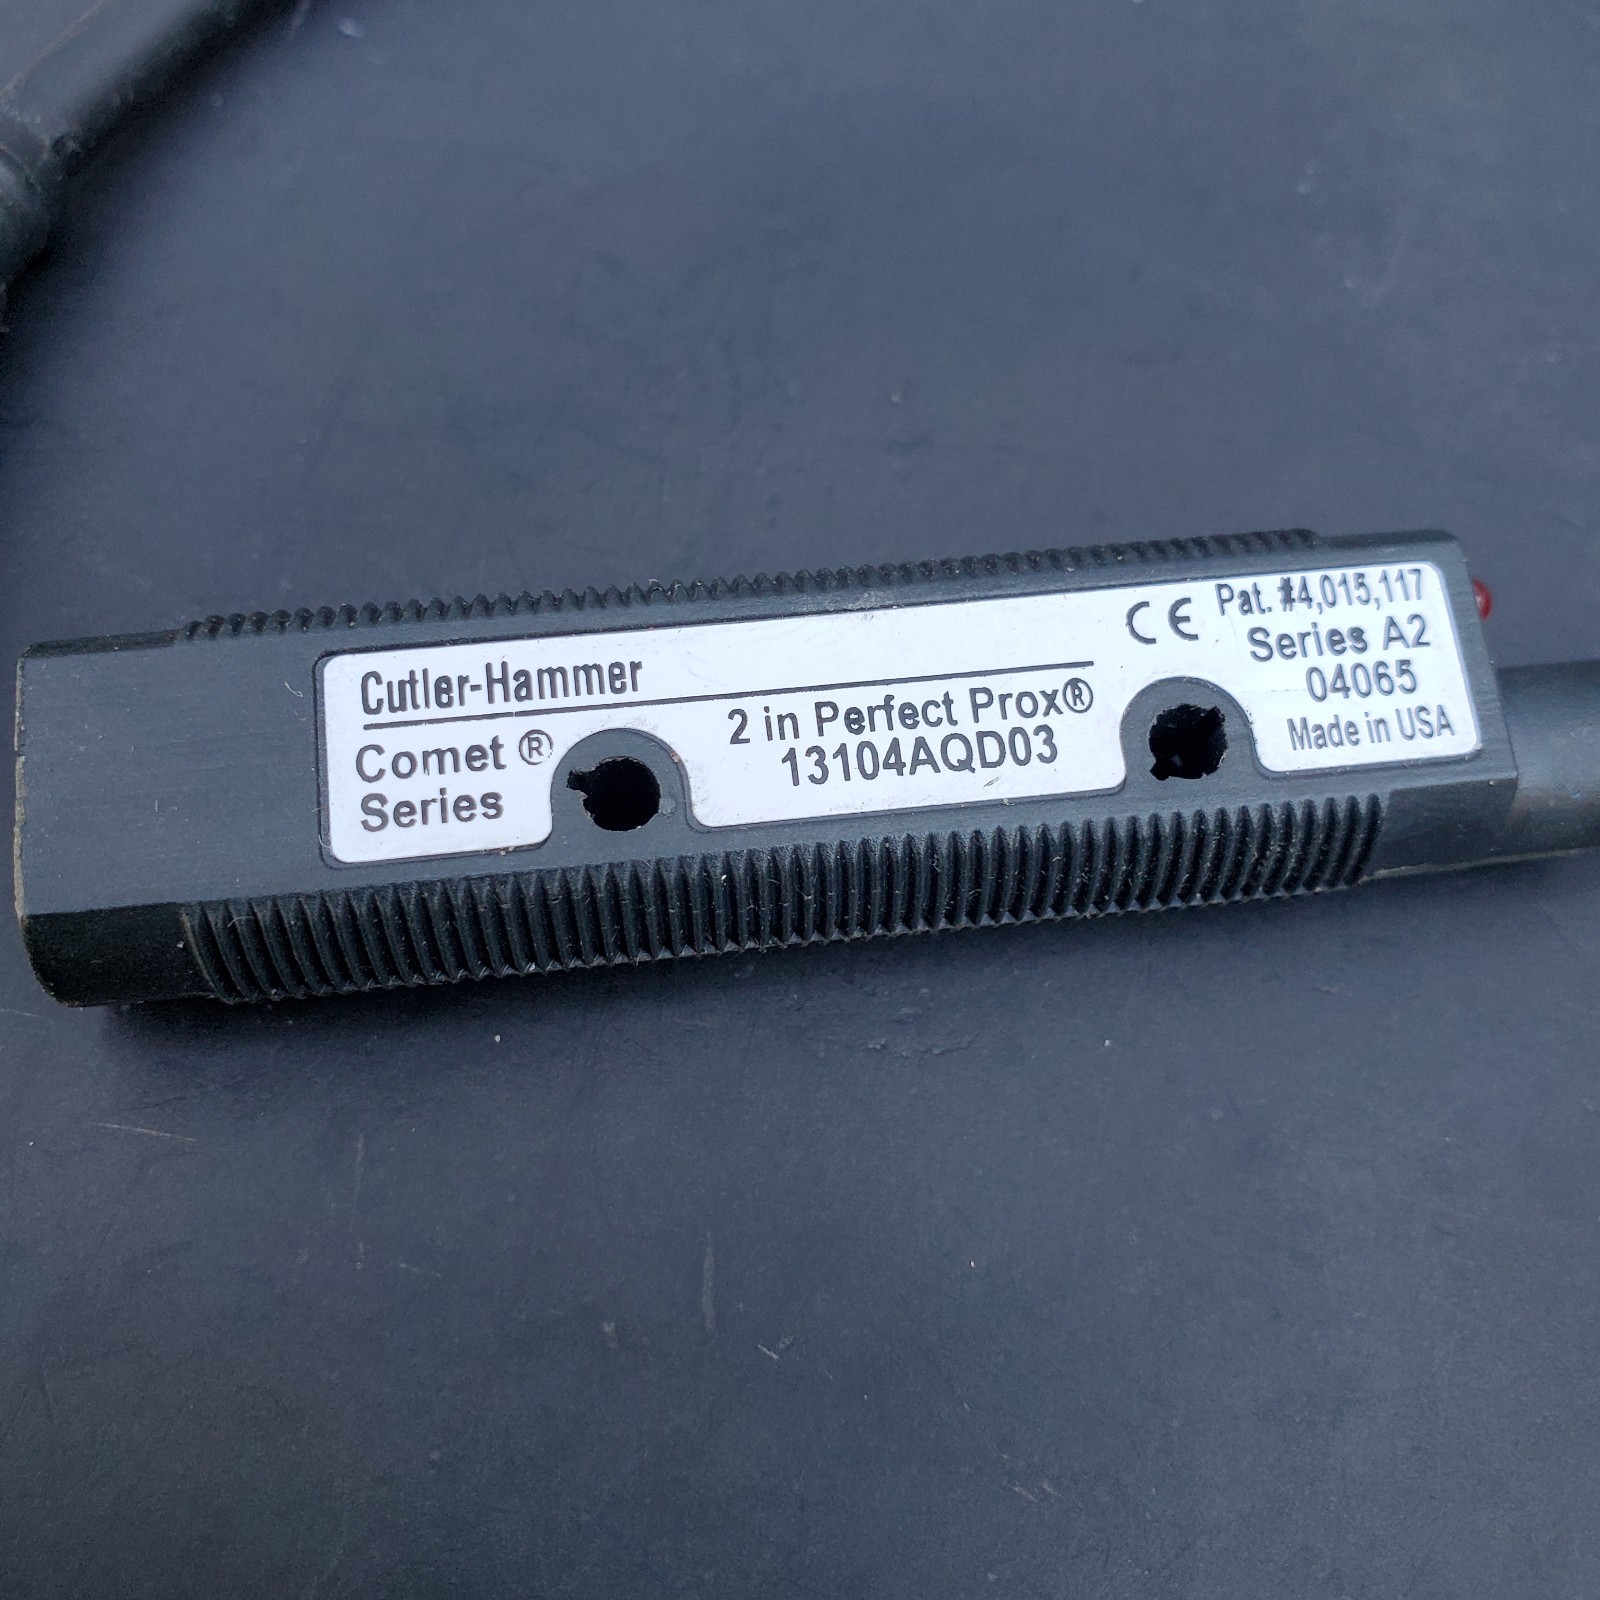 Cutler-Hammer
Comet ®
Series
2 in Perfect Prox®
13104AQD03
CE
Pat. #4,015,117
Series A2
04065
Made in USA